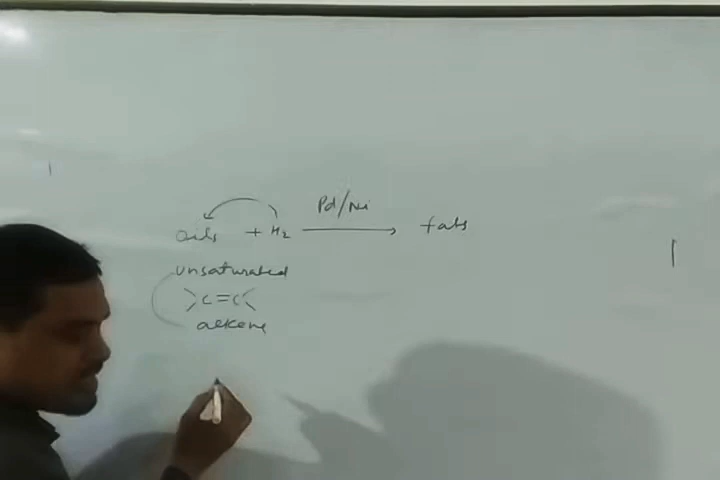 Pd/Ni
oils + H2 → fats
unsaturated
>C=C<
alkene